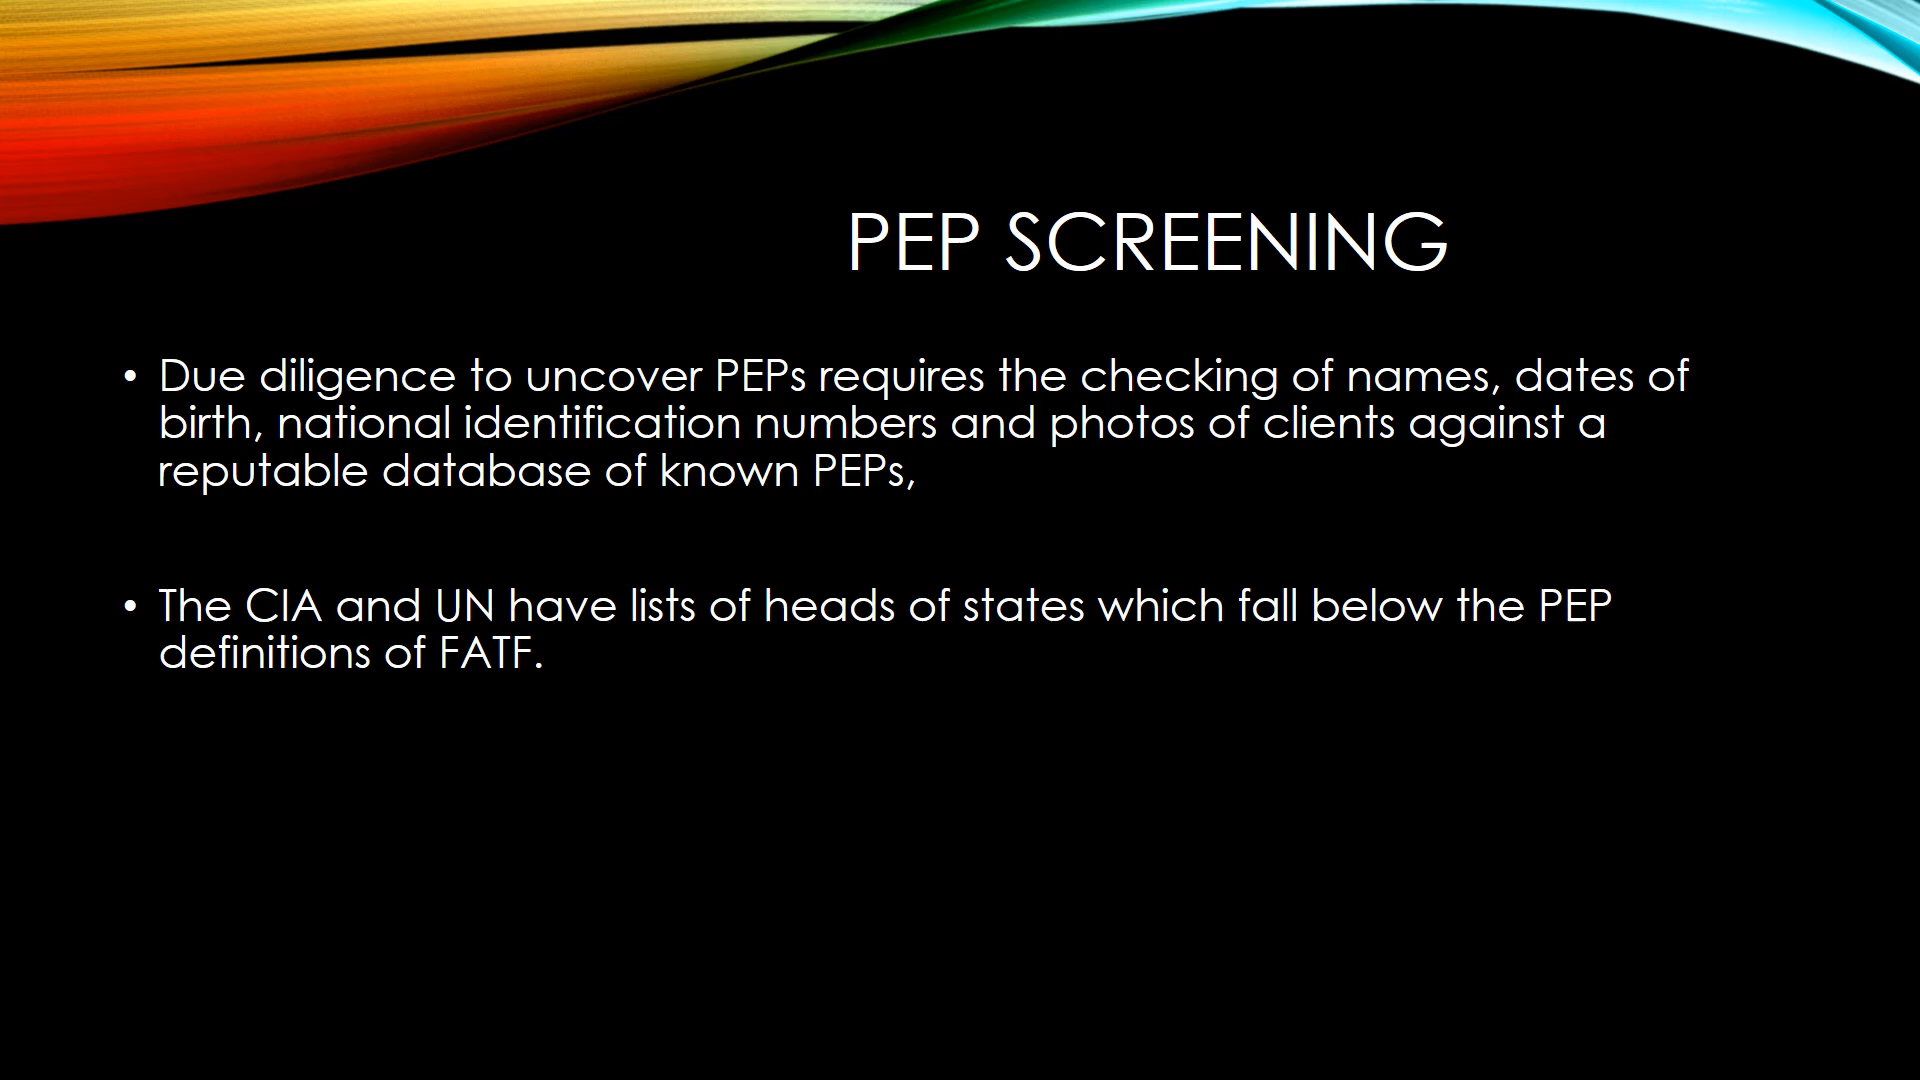 PEP SCREENING
• Due diligence to uncover PEPs requires the checking of names, dates of
birth, national identification numbers and photos of clients against a
reputable database of known PEPs,
• The CIA and UN have lists of heads of states which fall below the PEP
definitions of FATF.